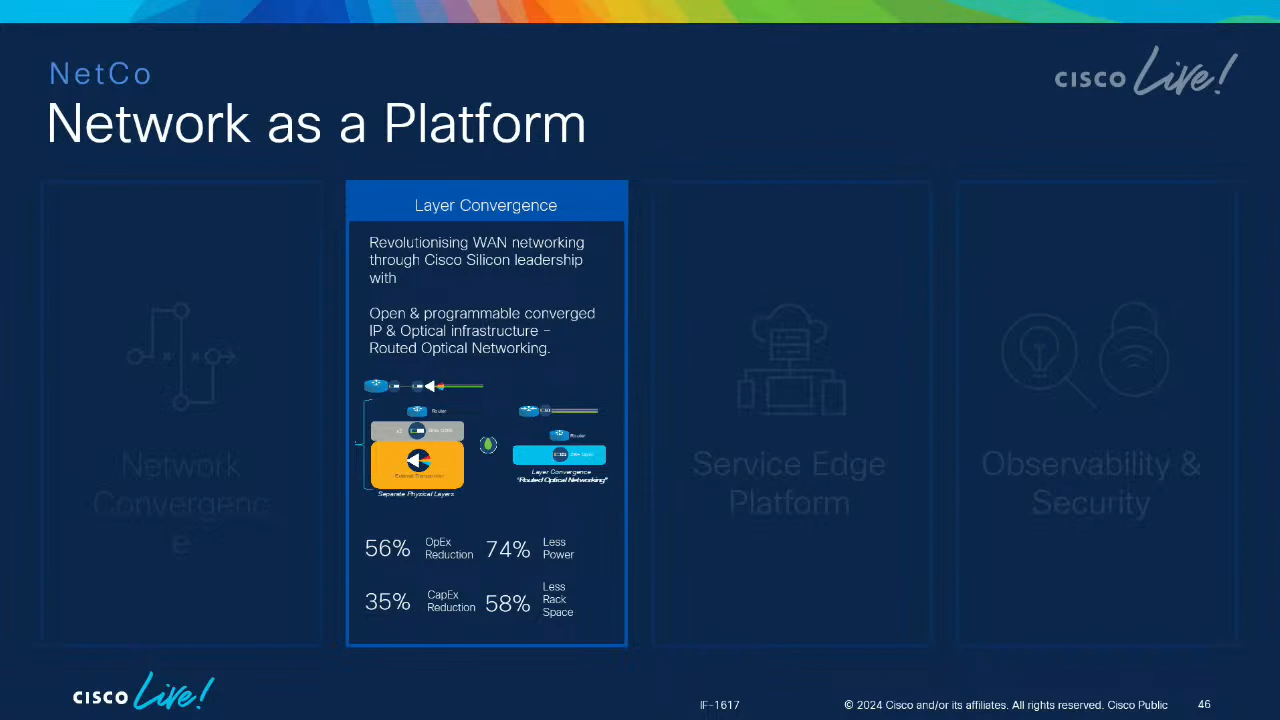 NetCo
CISCO Live!
Network as a Platform
Network
Convergenc
e
Layer Convergence
Revolutionising WAN networking
through Cisco Silicon leadership
with
Open & programmable converged
IP & Optical infrastructure –
Routed Optical Networking.
Router
Separate Physical Layers
Router
Layer Convergence
"Routed Optical Networking"
56% OpEx
Reduction
74% Less
Power
35% CapEx
Reduction
58% Less
Rack
Space
Service Edge
Platform
Observability &
Security
CISCO Live!
IF-1617
© 2024 Cisco and/or its affiliates. All rights reserved. Cisco Public
46